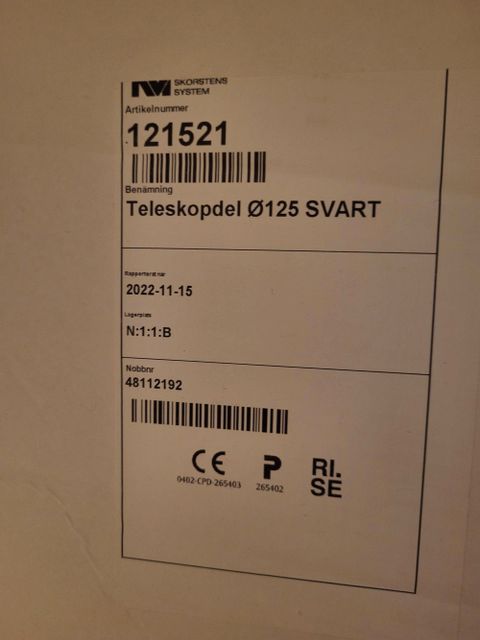 NVI SKORSTENS
SYSTEM
Artikelnummer
121521
Benämning
Teleskopdel Ø125 SVART
2022-11-15
Lagerplats
N:1:1:B
Nobbnr
48112192
CE
0402-CPD-265403
P
265402
RI.
SE